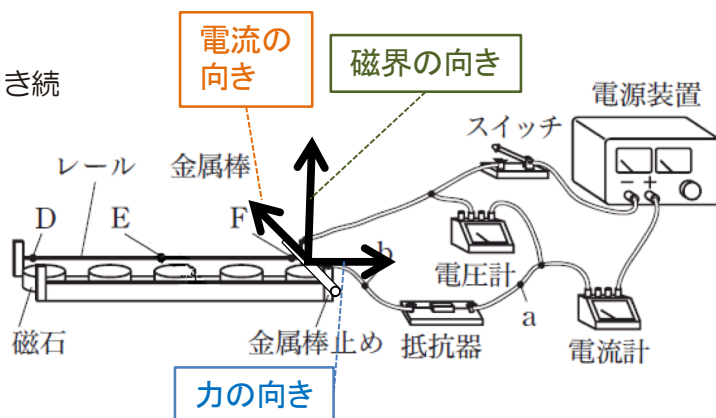 電流の
向き
磁界の向き
き続
電源装置
スイッチ
レール
金属棒
D
E
F
b
− +
電圧計
a
磁石
金属棒止め
抵抗器
電流計
力の向き